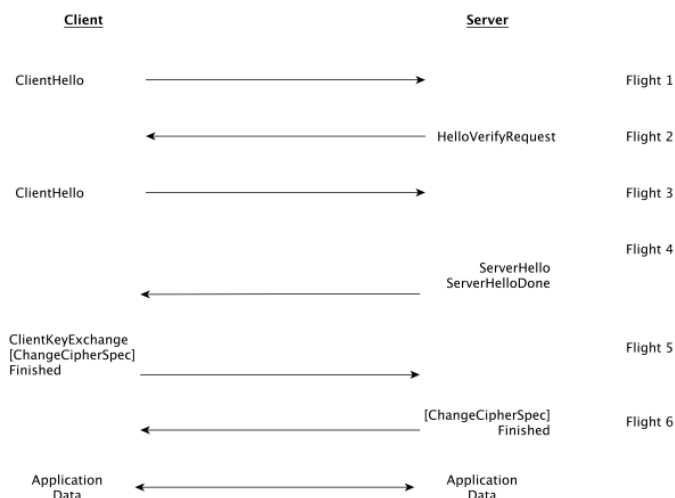 Client Server
ClientHello Flight 1
HelloVerifyRequest Flight 2
ClientHello Flight 3
Flight 4
ServerHello
ServerHelloDone
ClientKeyExchange
[ChangeCipherSpec] Flight 5
Finished
[ChangeCipherSpec] Flight 6
Finished
Application Application
Data Data